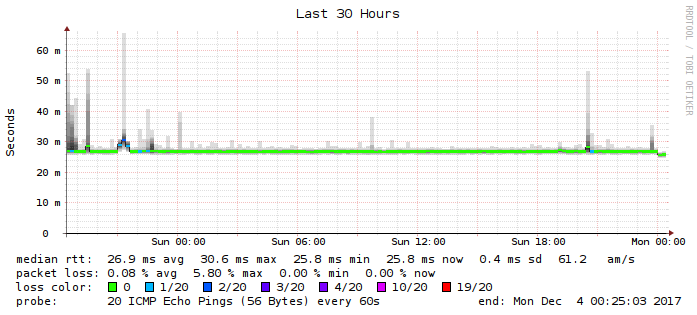 Last 30 Hours
RRDTOOL / TOBI OETIKER
Seconds
60 m
50 m
40 m
30 m
20 m
10 m
0
Sun 00:00 Sun 06:00 Sun 12:00 Sun 18:00 Mon 00:00
median rtt: 26.9 ms avg 30.6 ms max 25.8 ms min 25.8 ms now 0.4 ms sd 61.2 am/s
packet loss: 0.08 % avg 5.80 % max 0.00 % min 0.00 % now
loss color: 0 1/20 2/20 3/20 4/20 10/20 19/20
probe: 20 ICMP Echo Pings (56 Bytes) every 60s end: Mon Dec 4 00:25:03 2017